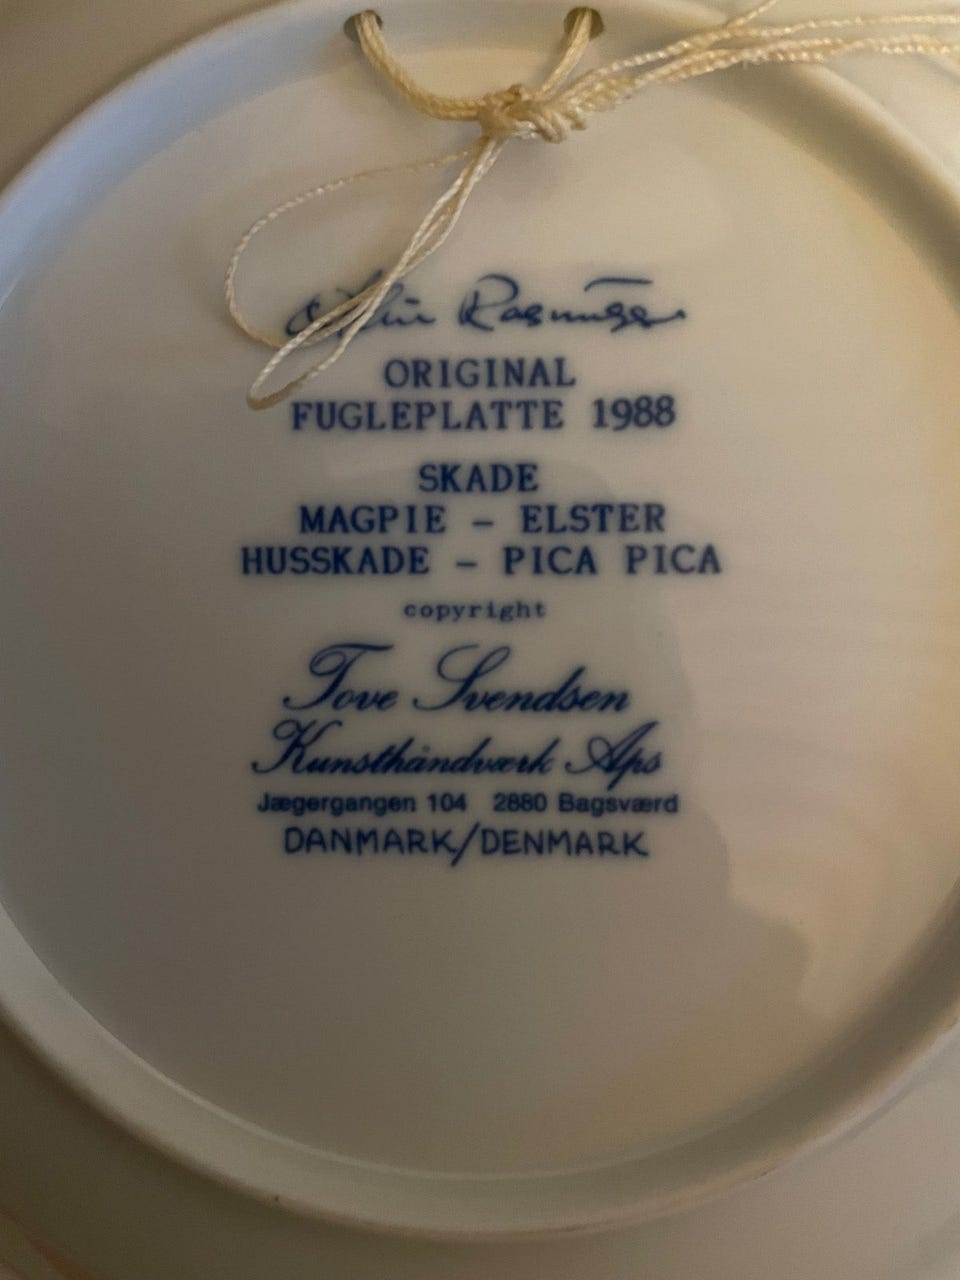 Rasmussen
ORIGINAL
FUGLEPLATTE 1988
SKADE
MAGPIE - ELSTER
HUSSKADE - PICA PICA
copyright
Tove Svendsen
Kunsthåndværk Aps
Jægergangen 104 2880 Bagsværd
DANMARK/DENMARK